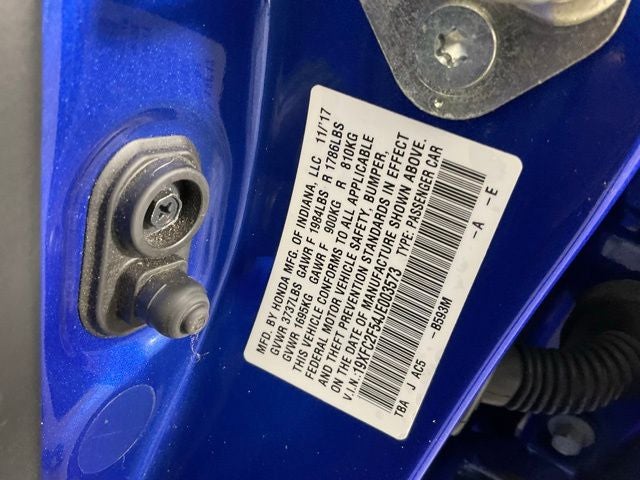 MFD. BY HONDA MFG. OF INDIANA, LLC 11/'17
GVWR 3737LBS GAWR F 1984LBS R 1786LBS
GVWR 1695KG GAWR F 900KG R 810KG
THIS VEHICLE CONFORMS TO ALL APPLICABLE
FEDERAL MOTOR VEHICLE SAFETY, BUMPER,
AND THEFT PREVENTION STANDARDS IN EFFECT
ON THE DATE OF MANUFACTURE SHOWN ABOVE.
V.I.N.:19XFC2F54JE003573 TYPE: PASSENGER CAR
-B593M -A -E
TBA J AC5